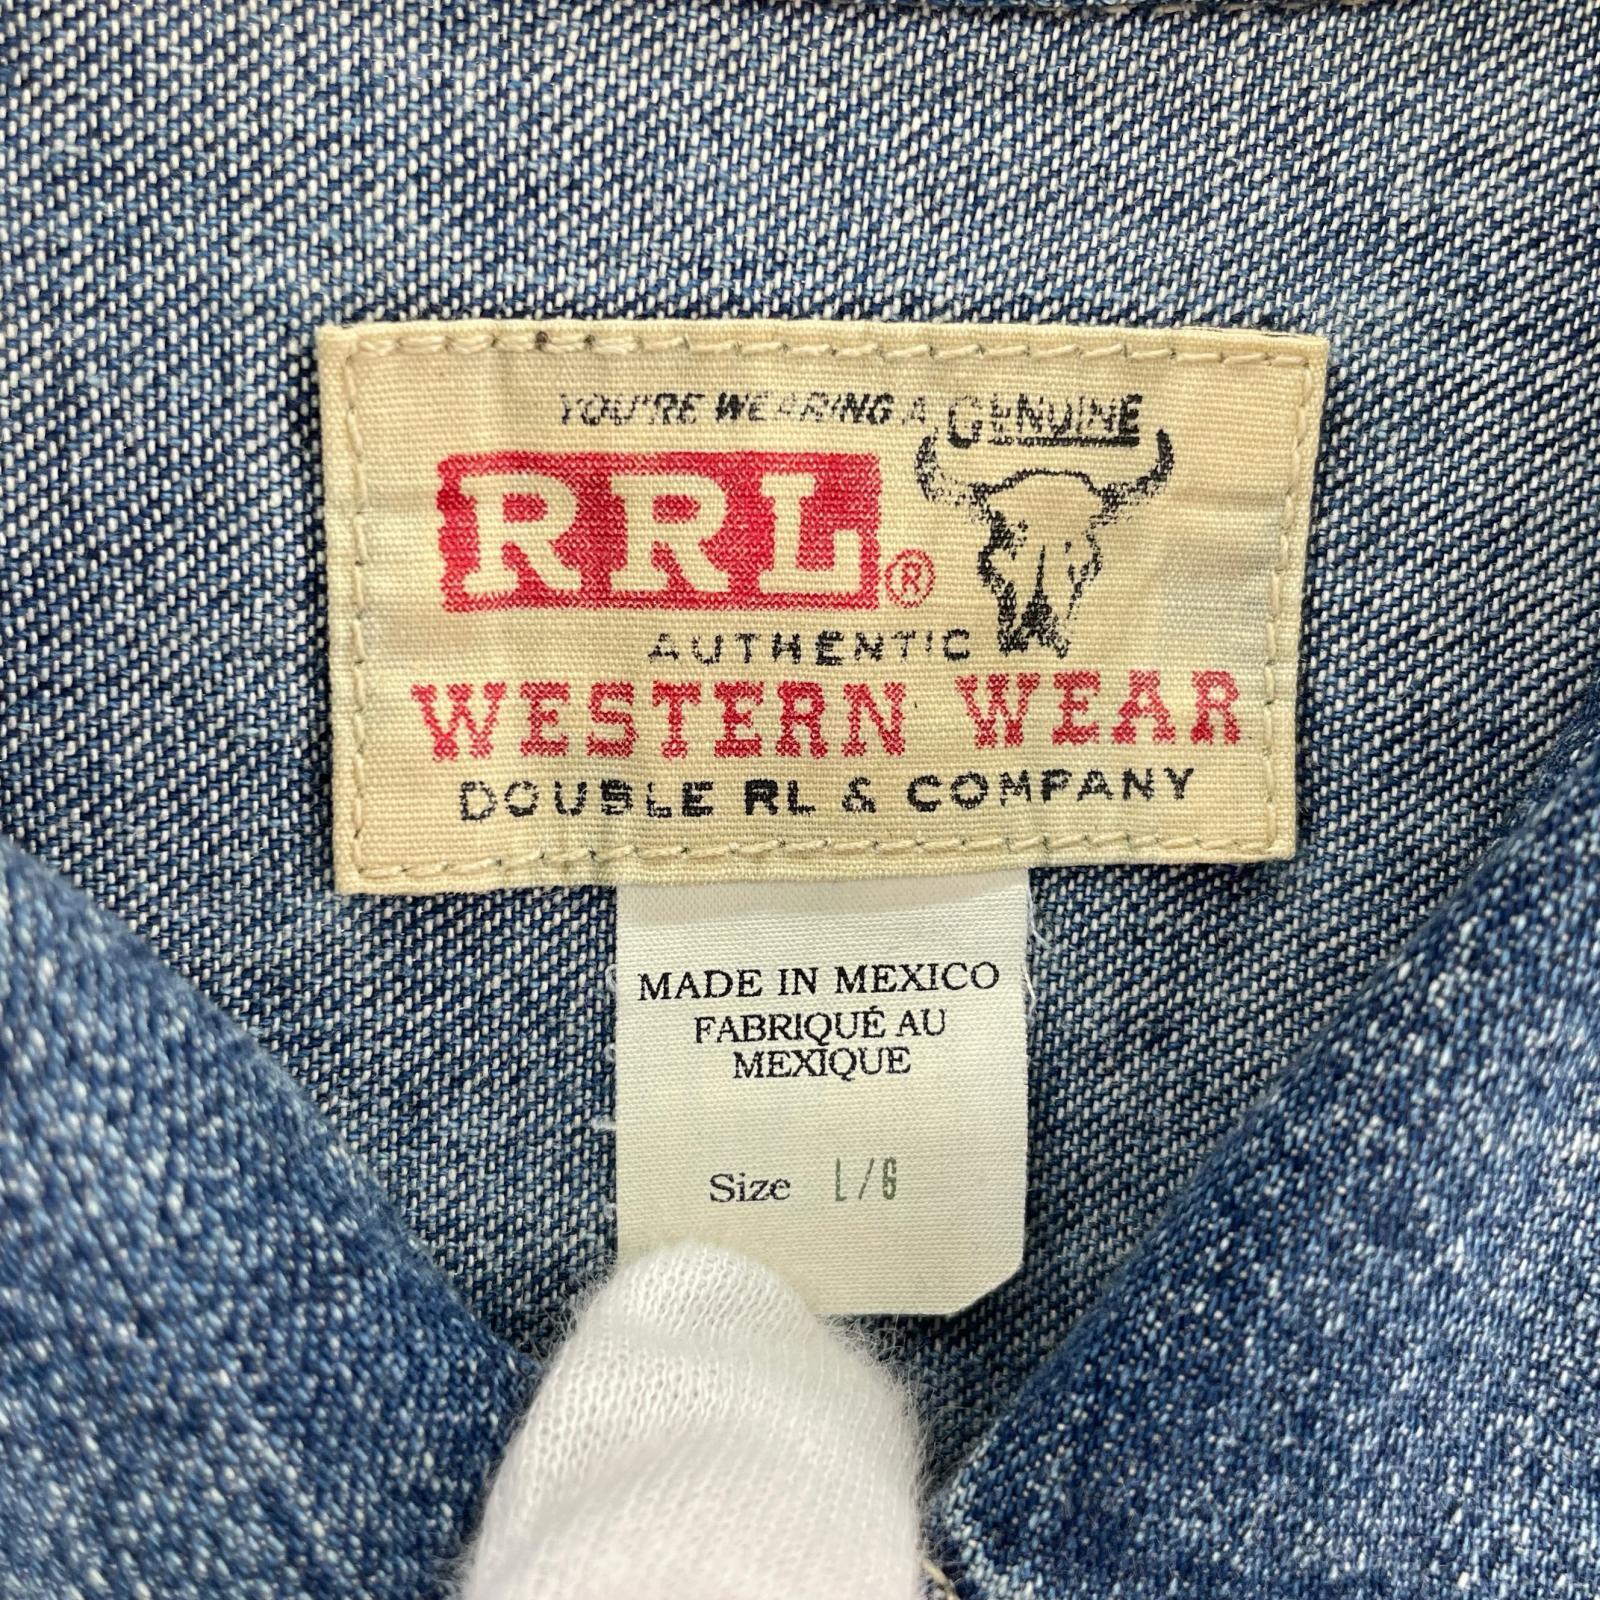 YOU'RE WEARING A GENUINE
RRL®
AUTHENTIC
WESTERN WEAR
DOUBLE RL & COMPANY
MADE IN MEXICO
FABRIQUÉ AU
MEXIQUE
Size L/G